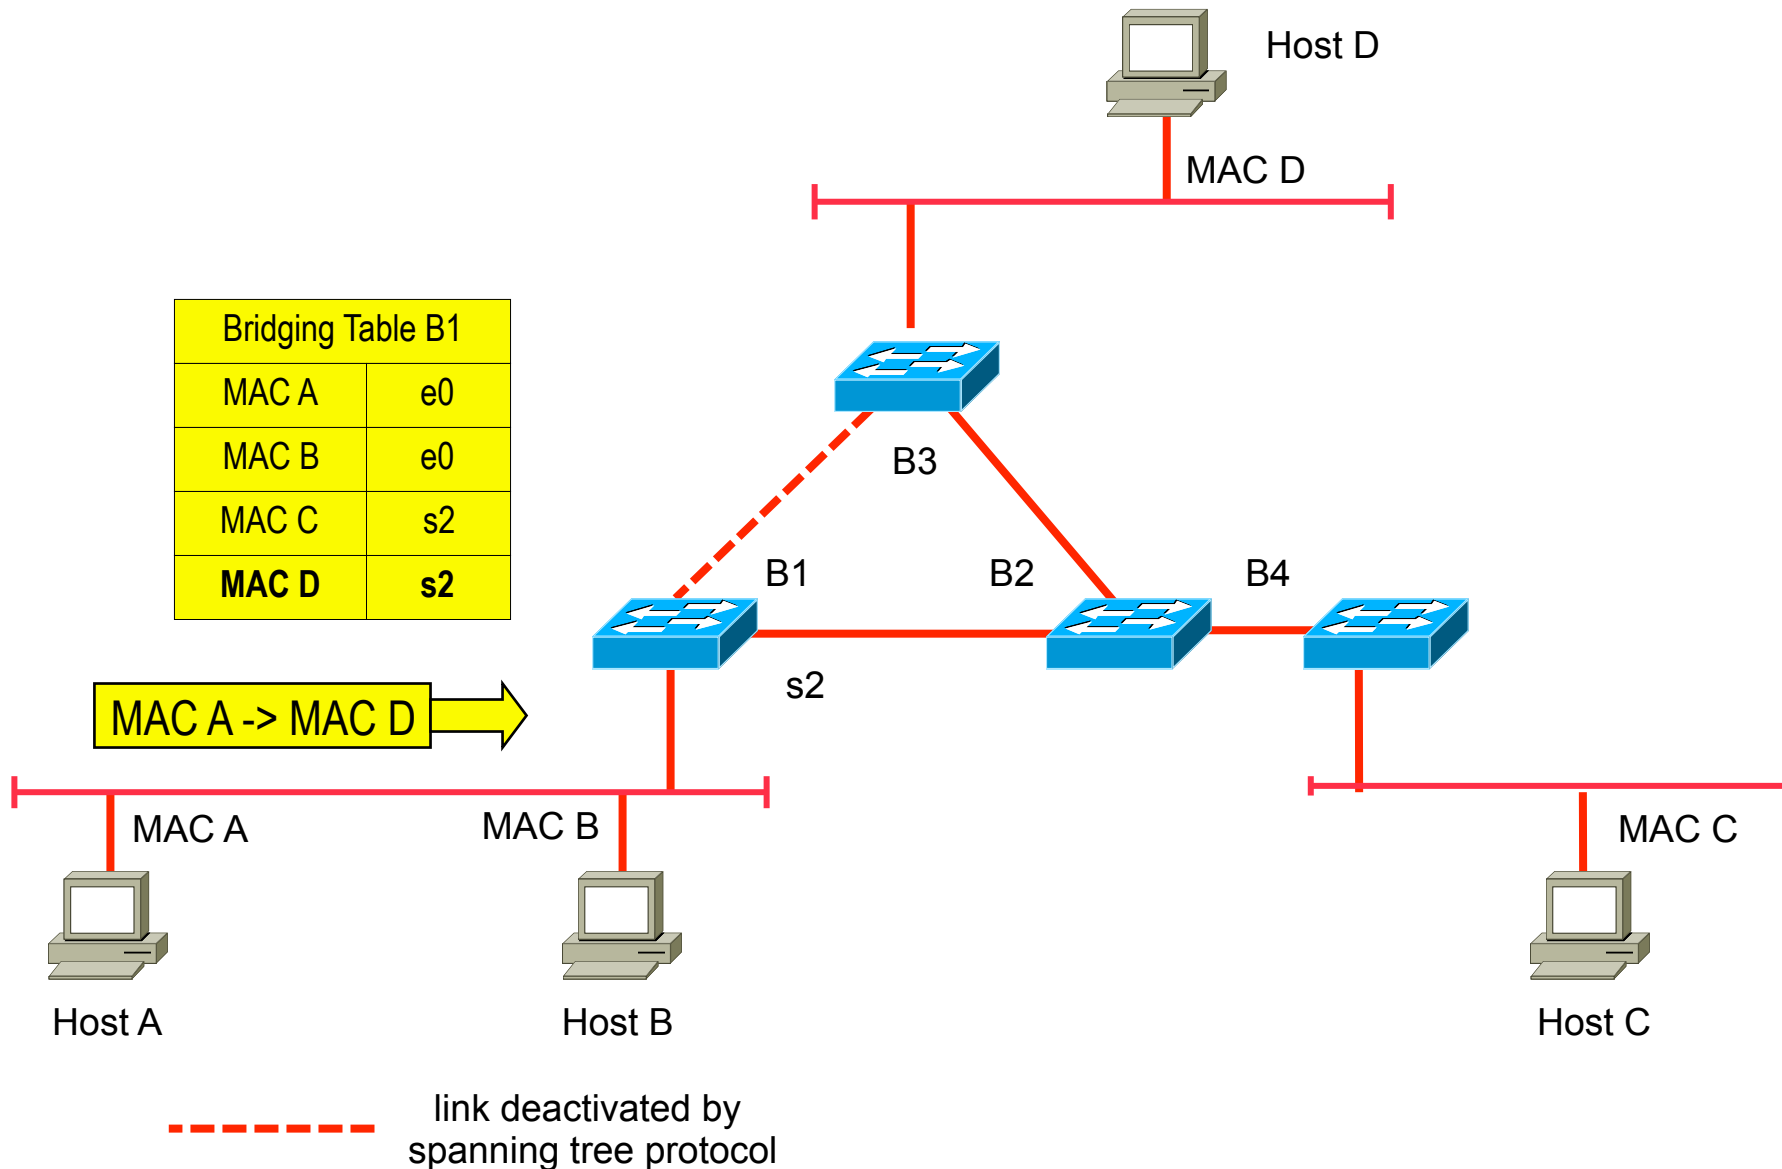 Host D
MAC D
Bridging Table B1
MAC A e0
MAC B e0
MAC C s2
MAC D s2
B3
B1
B2
B4
s2
MAC A -> MAC D
MAC A
MAC B
MAC C
Host A
Host B
Host C
link deactivated by
spanning tree protocol